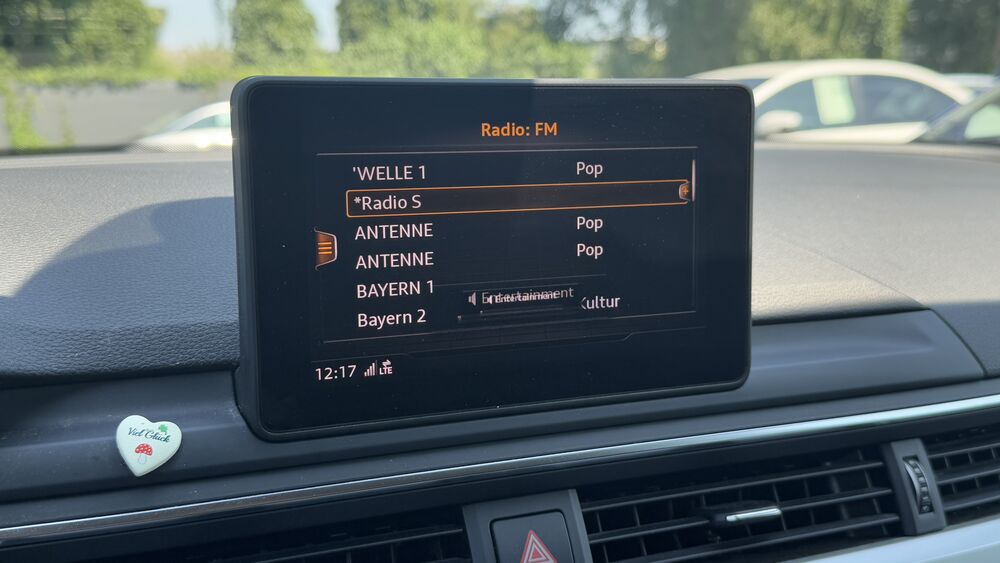 Radio: FM
'WELLE 1 Pop
*Radio S
ANTENNE Pop
ANTENNE Pop
BAYERN 1
Entertainment
Entertainment
Bayern 2 Kultur
12:17 LTE
Viel Glück